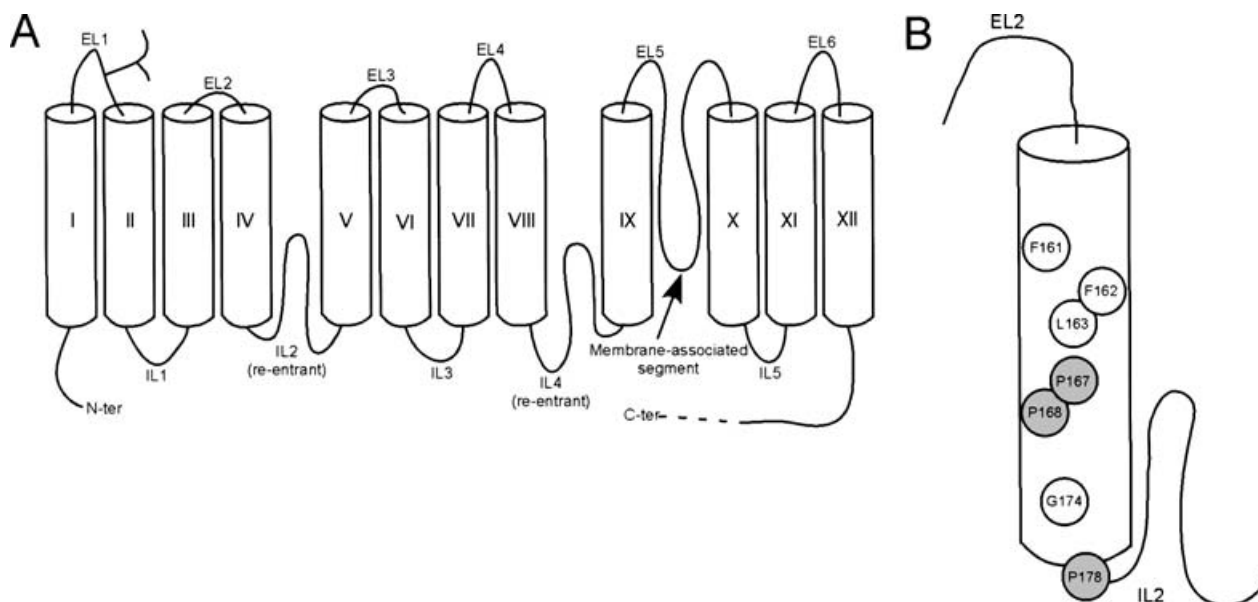 A
EL1
EL2
EL3
EL4
EL5
EL6
I
II
III
IV
V
VI
VII
VIII
IX
X
XI
XII
N-ter
IL1
IL2
(re-entrant)
IL3
IL4
(re-entrant)
Membrane-associated
segment
IL5
C-ter
B
EL2
F161
F162
L163
P167
P168
G174
P178
IL2